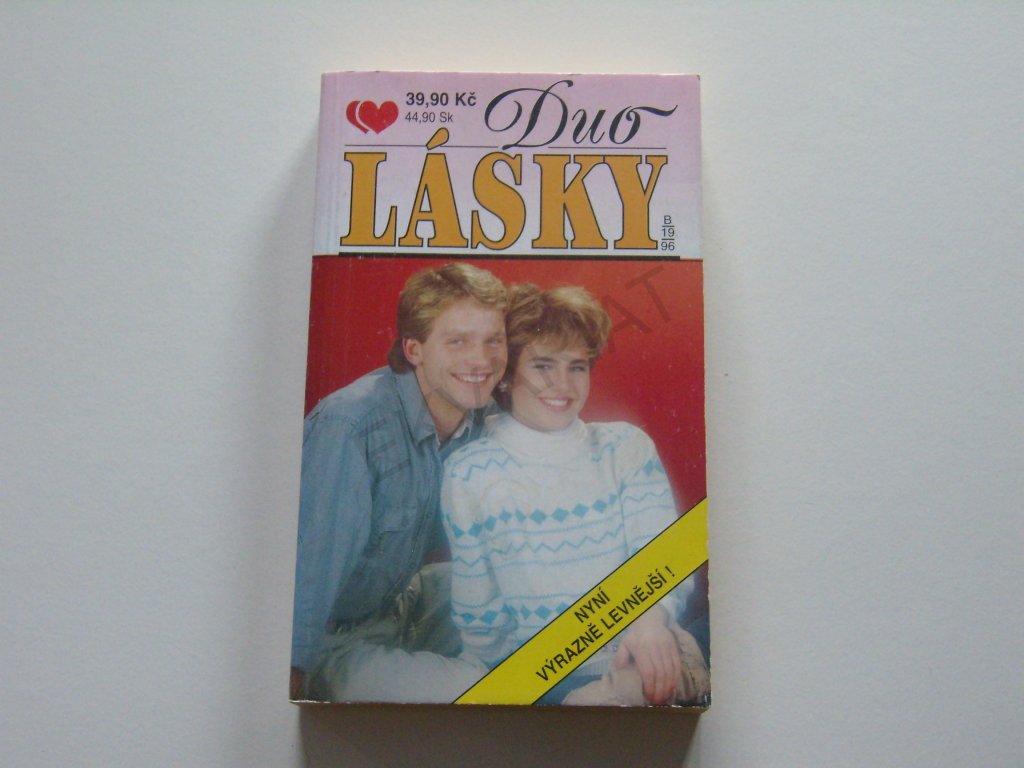 39,90 Kč
44,90 Sk
Duo
LÁSKY
B
19
96
NYNÍ
VÝRAZNĚ LEVNĚJŠÍ !